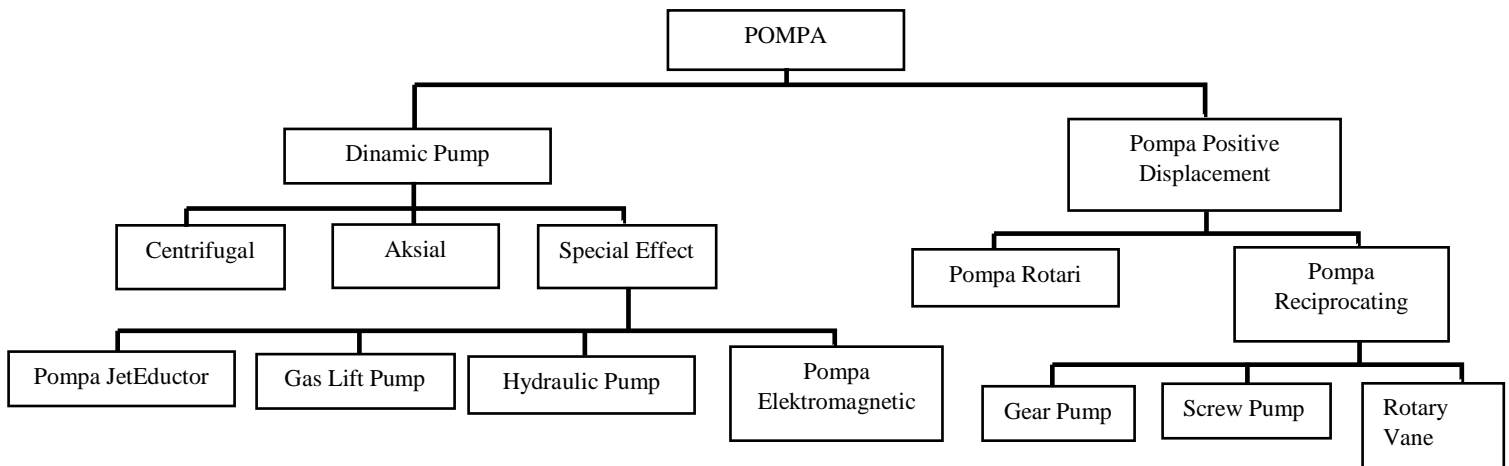 POMPA
Dinamic Pump
Pompa Positive
Displacement
Centrifugal
Aksial
Special Effect
Pompa Rotari
Pompa
Reciprocating
Pompa JetEductor
Gas Lift Pump
Hydraulic Pump
Pompa
Elektromagnetic
Gear Pump
Screw Pump
Rotary
Vane